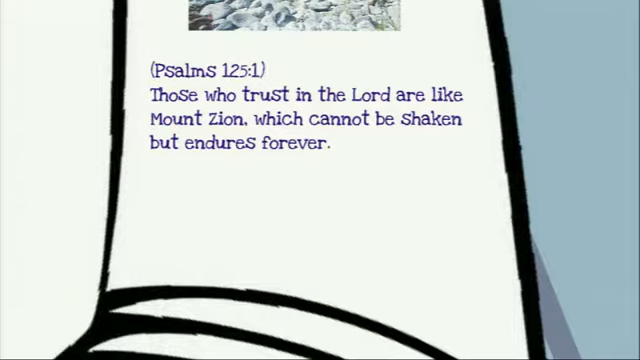 (Psalms 125:1)
Those who trust in the Lord are like
Mount Zion, which cannot be shaken
but endures forever.